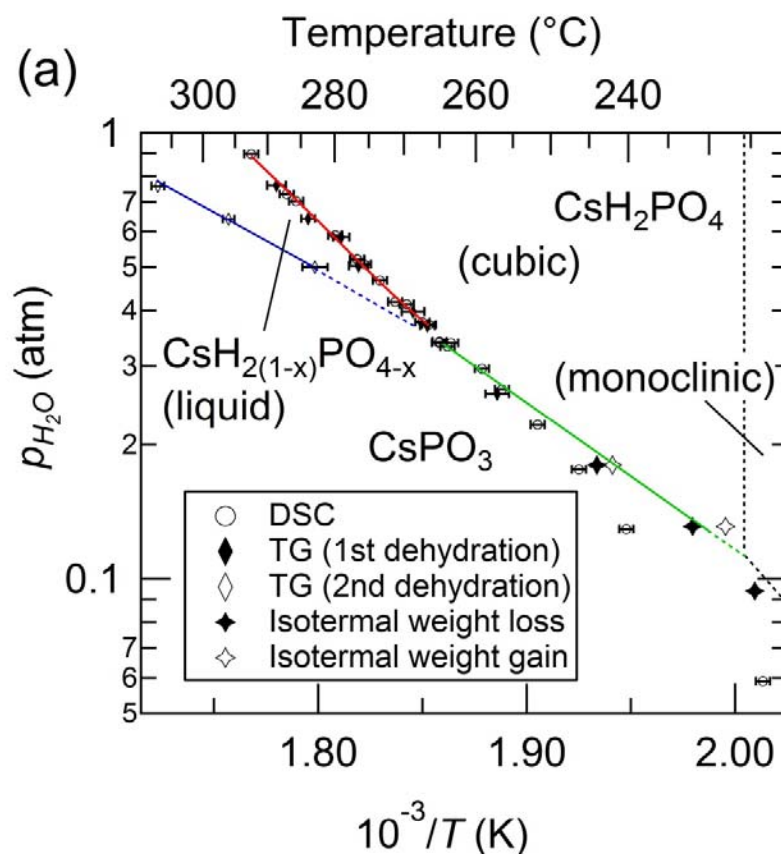 Temperature (°C)
(a)
300 280 260 240
1
7
6
5
4
3
2
0.1
7
6
5
p_{H_2O} (atm)
CsH₂PO₄
(cubic)
CsH₂₍₁₋ₓ₎PO₄₋ₓ
(liquid)
(monoclinic)
CsPO₃
DSC
TG (1st dehydration)
TG (2nd dehydration)
Isotermal weight loss
Isotermal weight gain
1.80 1.90 2.00
10⁻³/T (K)